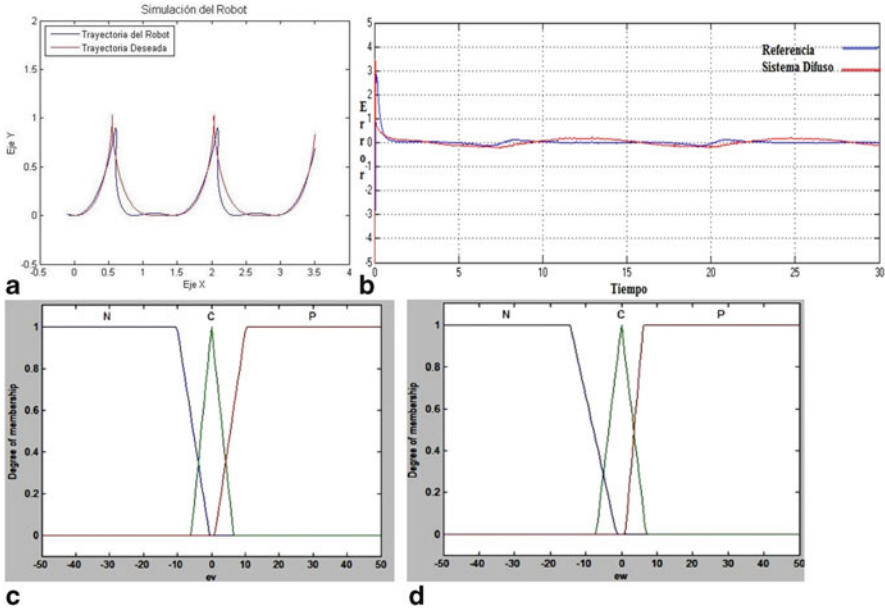 Simulación del Robot
2
1.5
1
0.5
0
-0.5
Eje Y
Trayectoria del Robot
Trayectoria Deseada
-0.5 0 0.5 1 1.5 2 2.5 3 3.5 4
Eje X
a
5
4
3
2
1
0
-1
-2
-3
-4
-5
Error
Referencia
Sistema Difuso
5 10 15 20 25 30
Tiempo
b
N C P
1
0.8
0.6
0.4
0.2
0
Degree of membership
-50 -40 -30 -20 -10 0 10 20 30 40 50
ev
c
N C P
1
0.8
0.6
0.4
0.2
0
Degree of membership
-50 -40 -30 -20 -10 0 10 20 30 40 50
ew
d